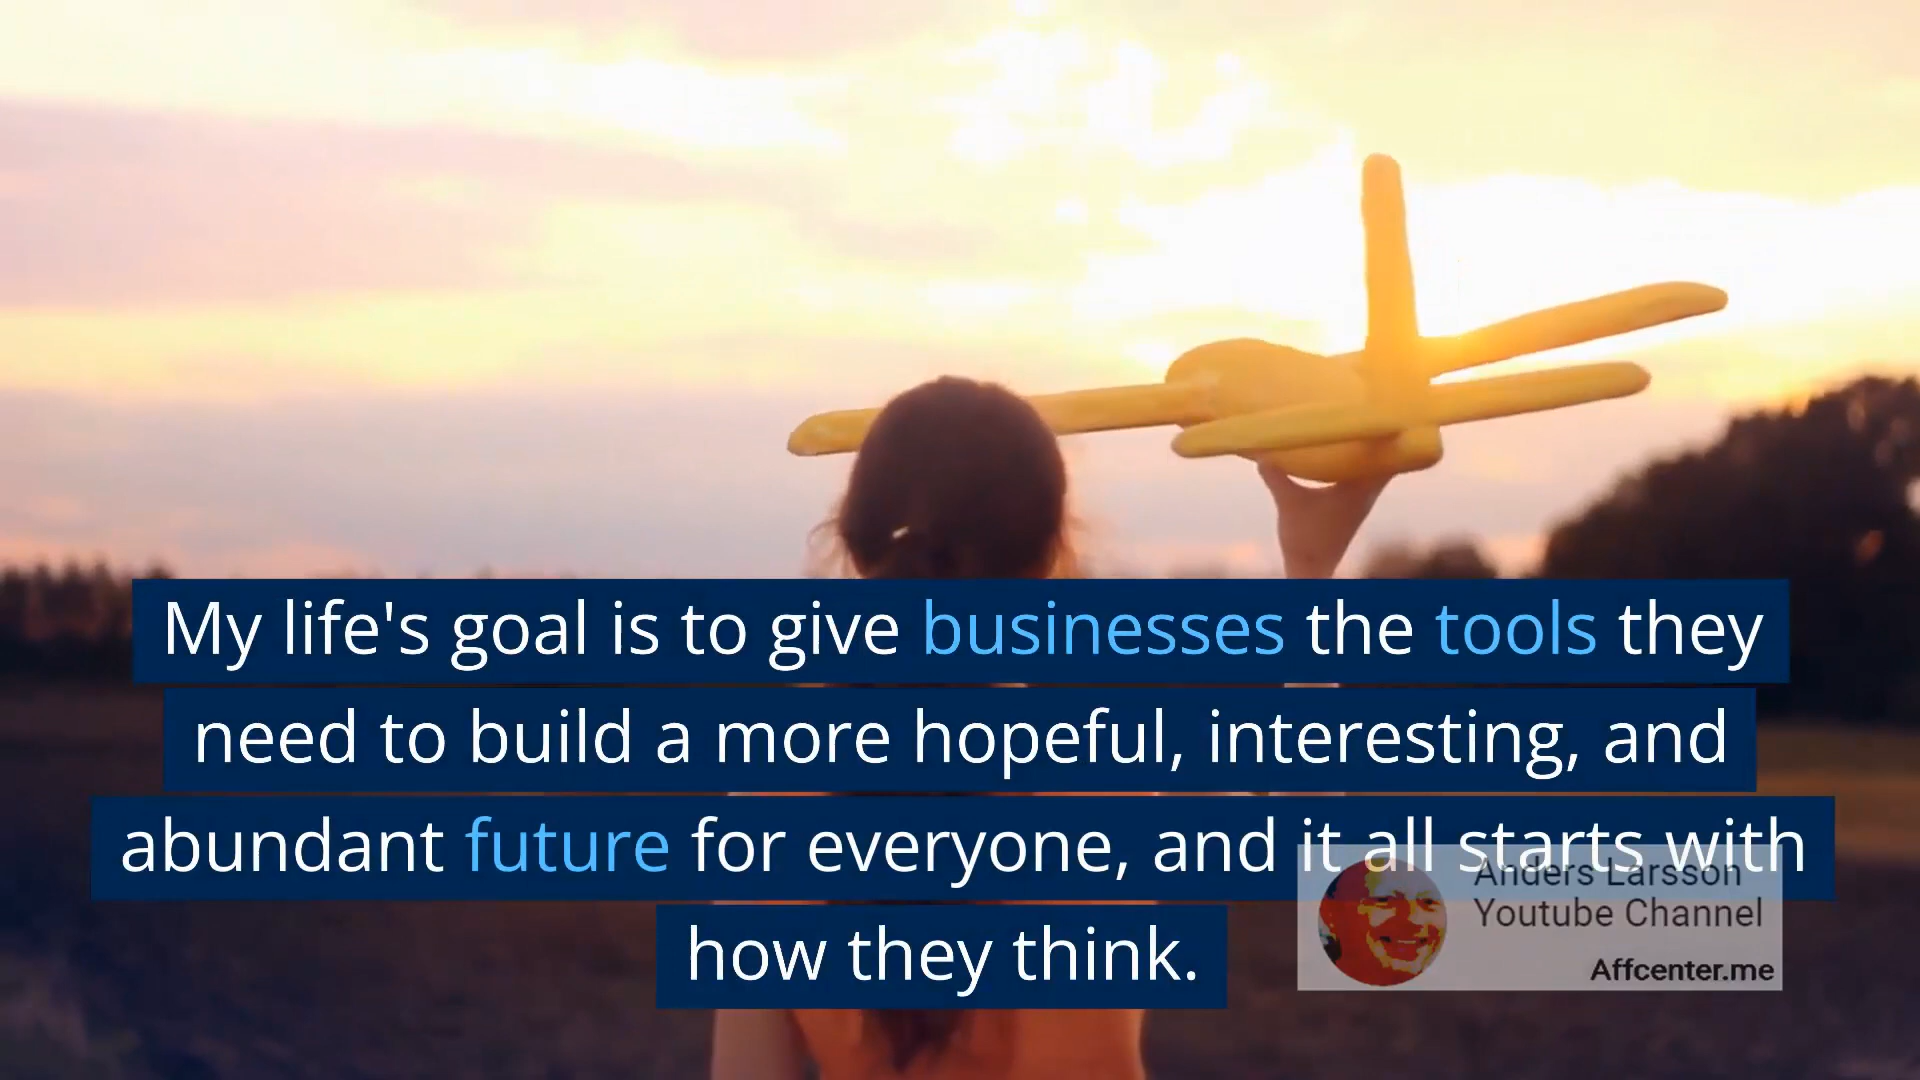 My life's goal is to give businesses the tools they
need to build a more hopeful, interesting, and
abundant future for everyone, and it all starts with
how they think.
Anders Larsson
Youtube Channel
Affcenter.me